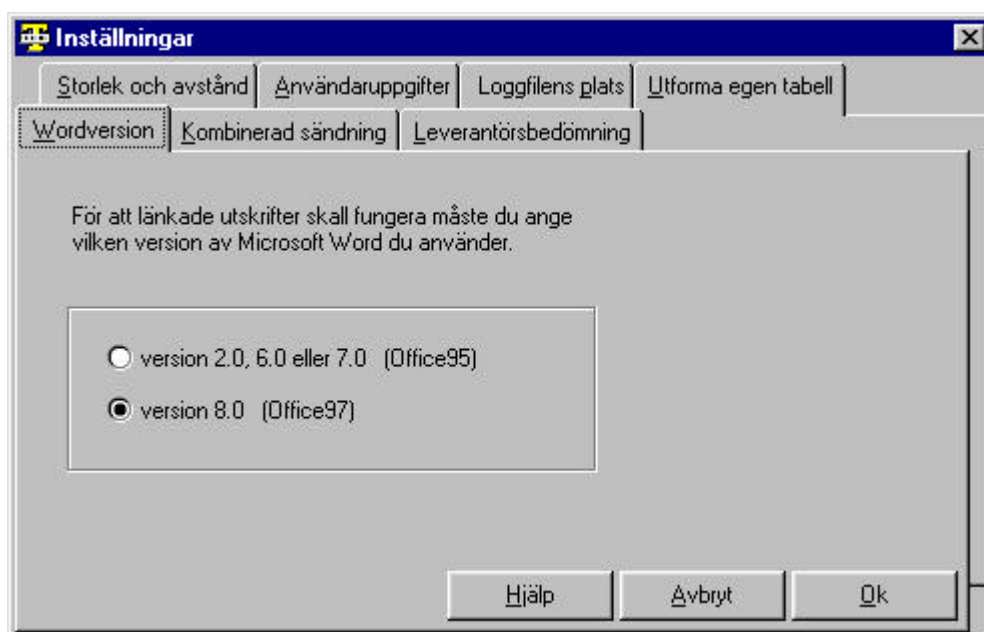 Inställningar
Storlek och avstånd Användaruppgifter Loggfilens plats Utforma egen tabell
Wordversion Kombinerad sändning Leverantörsbedömning
För att länkade utskrifter skall fungera måste du ange
vilken version av Microsoft Word du använder.
version 2.0, 6.0 eller 7.0 (Office95)
version 8.0 (Office97)
Hjälp Avbryt Ok